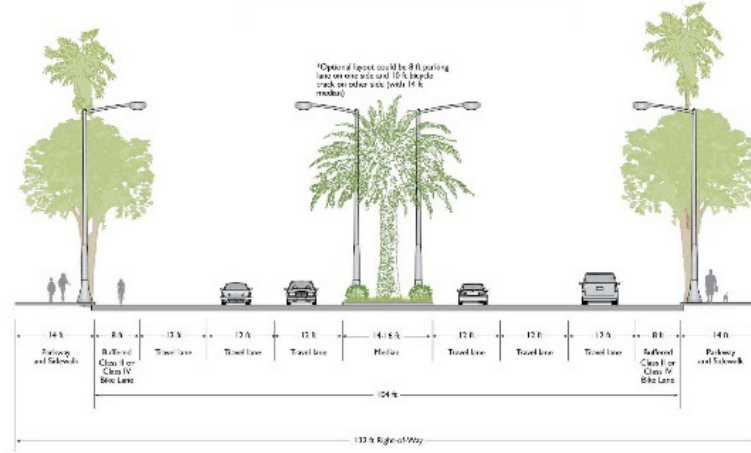 *Optional layout could be 8 ft parking
lane on one side and 10 ft bicycle
track on other side (with 14 ft
median)
14 ft 8 ft 12 ft 12 ft 12 ft 14-16 ft 12 ft 12 ft 12 ft 8 ft 14 ft
Parkway Buffered Travel lane Travel lane Travel lane Median Travel lane Travel lane Travel lane Buffered Parkway
and Sidewalk Class II or Class II or and Sidewalk
Class IV Class IV
Bike Lane Bike Lane
104 ft
132 ft Right-of-Way